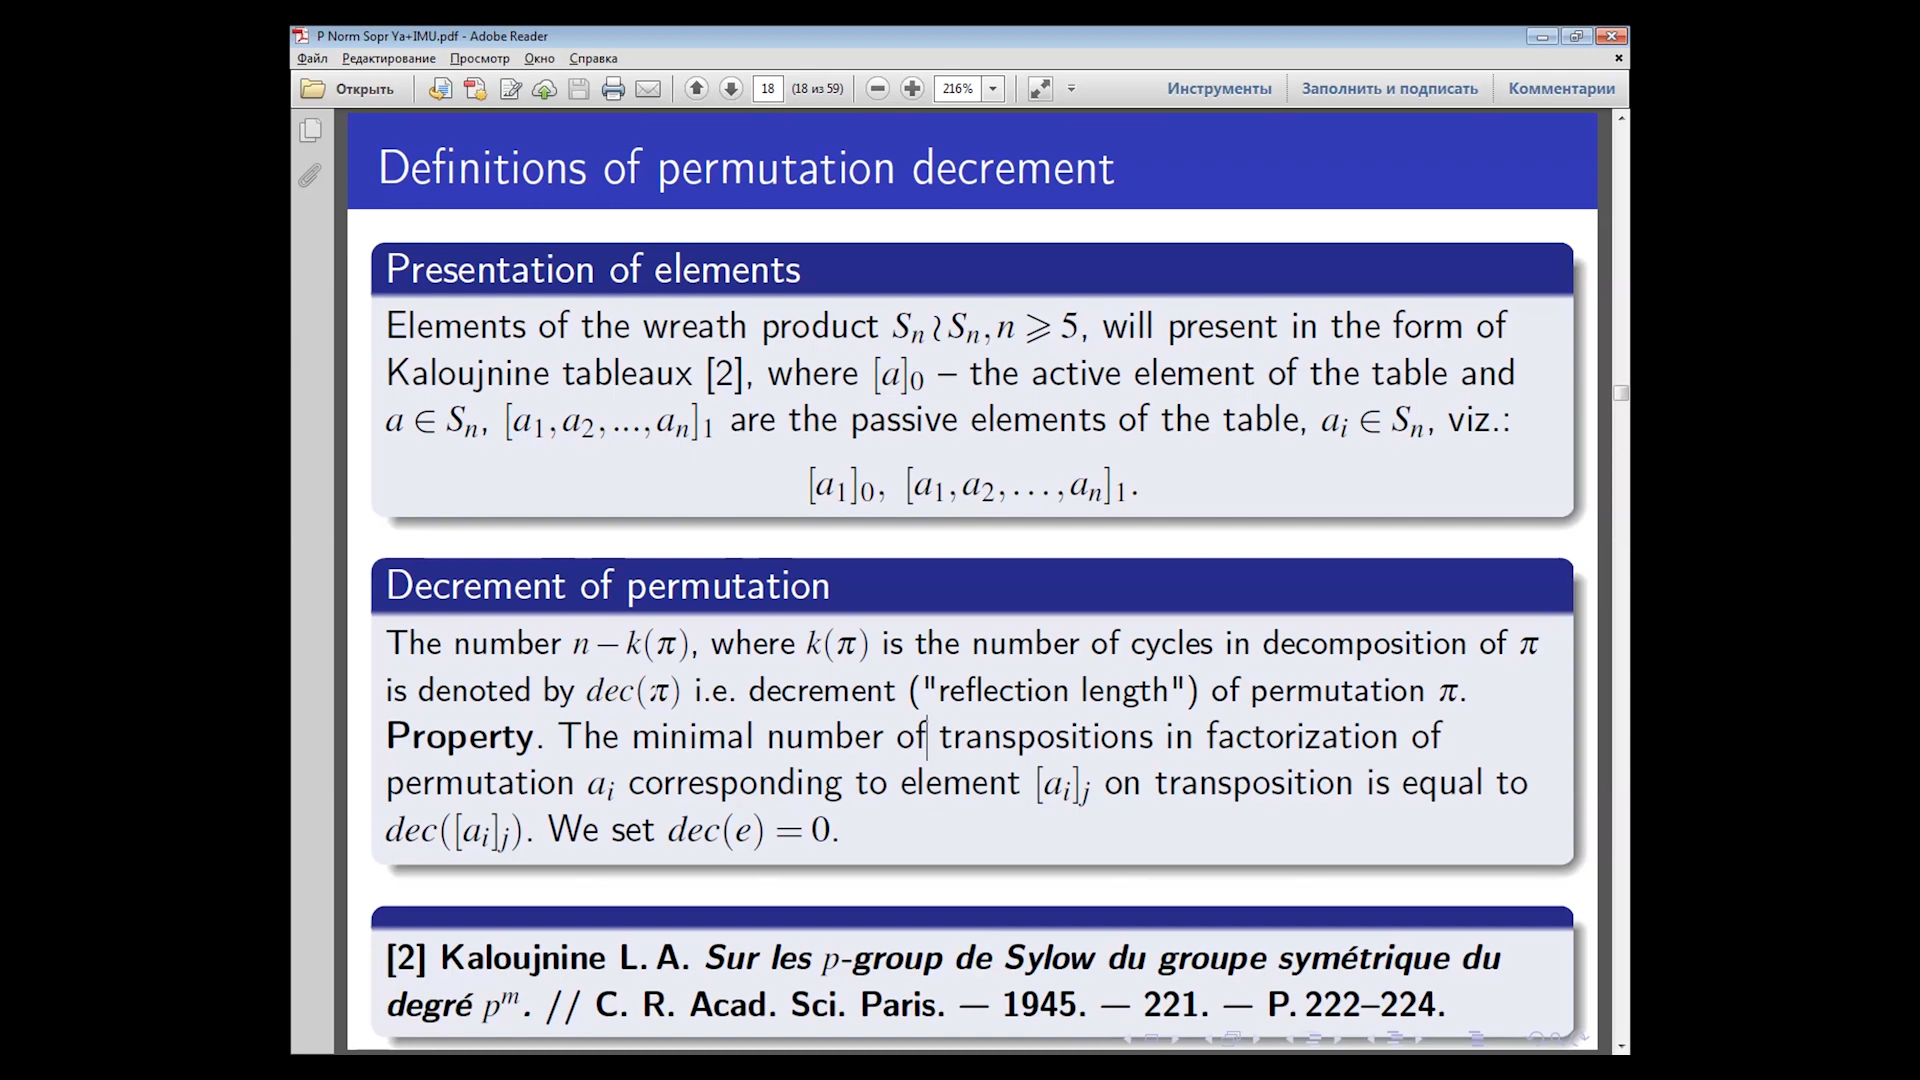 P Norm Sopr Ya+IMU.pdf - Adobe Reader
Файл Редактирование Просмотр Окно Справка
Открыть 18 (18 из 59) 216% Инструменты Заполнить и подписать Комментарии
Definitions of permutation decrement
Presentation of elements
Elements of the wreath product Sₙ ≀ Sₙ, n ⩾ 5, will present in the form of
Kaloujnine tableaux [2], where [a]₀ – the active element of the table and
a ∈ Sₙ, [a₁, a₂, ..., aₙ]₁ are the passive elements of the table, aᵢ ∈ Sₙ, viz.:
[a₁]₀, [a₁, a₂, . . . , aₙ]₁.
Decrement of permutation
The number n − k(π), where k(π) is the number of cycles in decomposition of π
is denoted by dec(π) i.e. decrement ("reflection length") of permutation π.
Property. The minimal number of transpositions in factorization of
permutation aᵢ corresponding to element [aᵢ]ⱼ on transposition is equal to
dec([aᵢ]ⱼ). We set dec(e) = 0.
[2] Kaloujnine L. A. Sur les p-group de Sylow du groupe symétrique du
degré pᵐ. // C. R. Acad. Sci. Paris. — 1945. — 221. — P. 222–224.